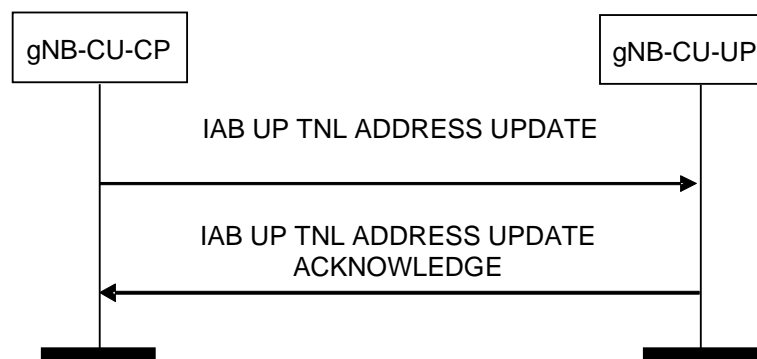 gNB-CU-CP
gNB-CU-UP
IAB UP TNL ADDRESS UPDATE
IAB UP TNL ADDRESS UPDATE
ACKNOWLEDGE